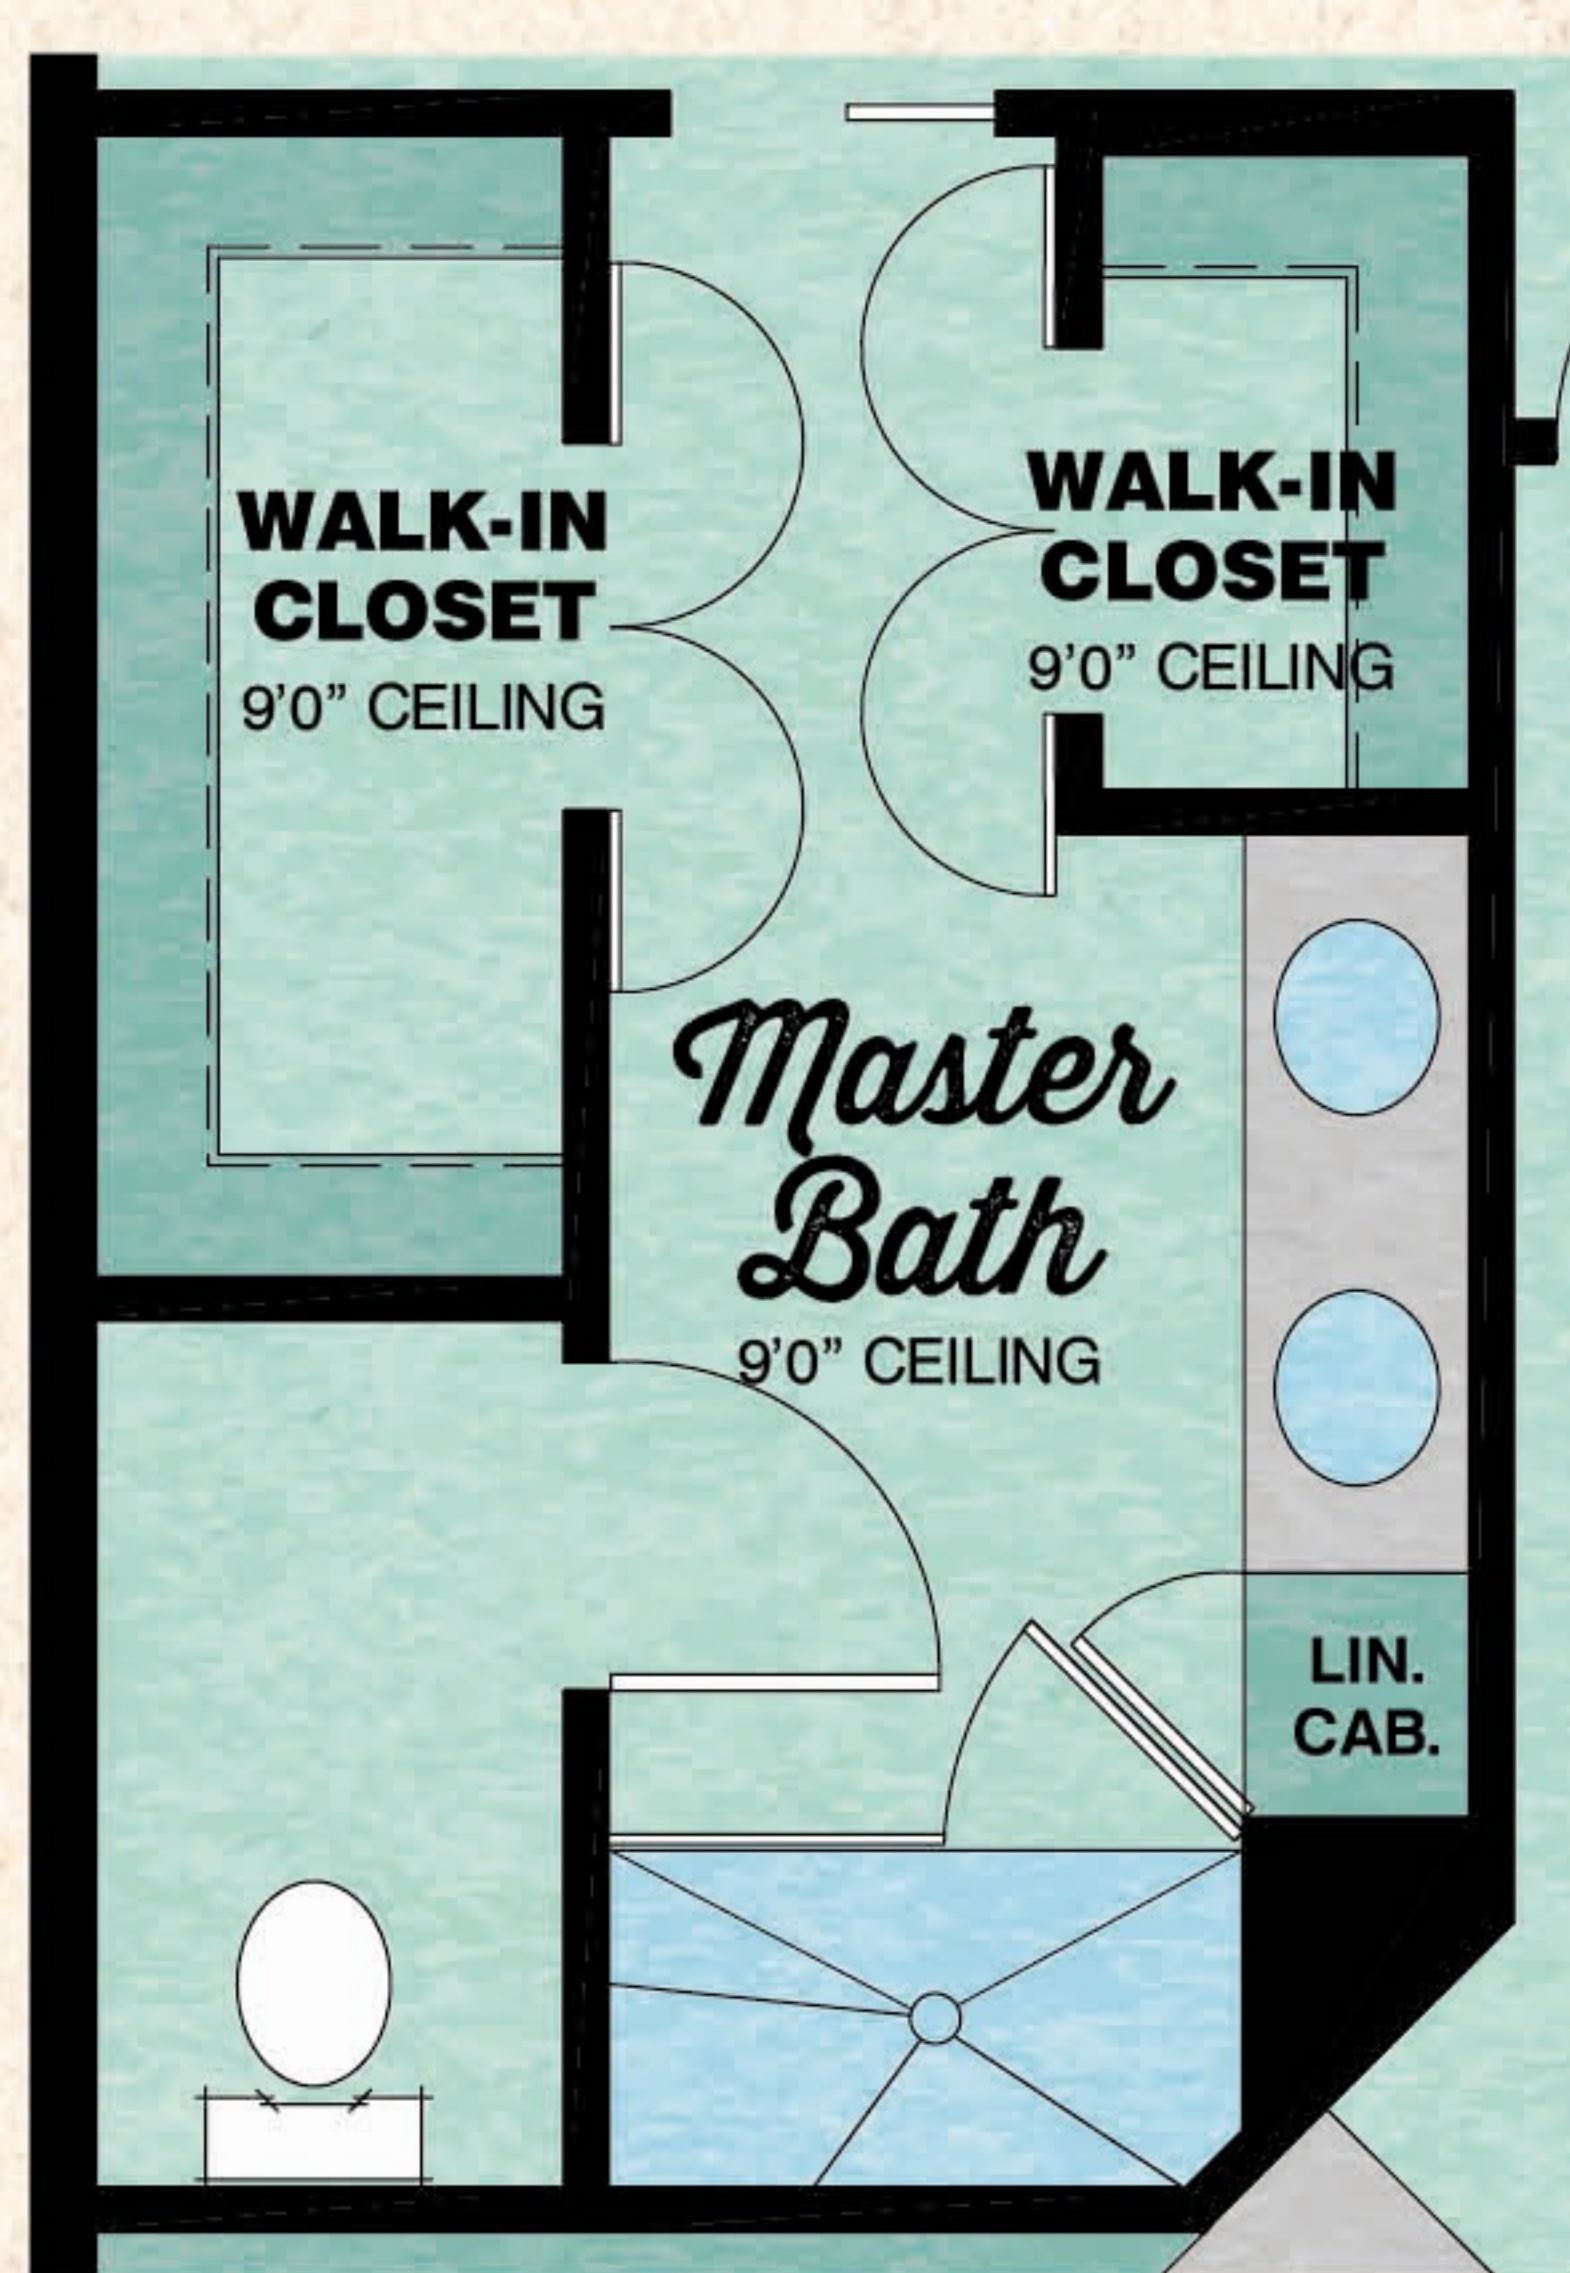 WALK-IN
CLOSET
9’0” CEILING
WALK-IN
CLOSET
9’0” CEILING
Master
Bath
9’0” CEILING
LIN.
CAB.